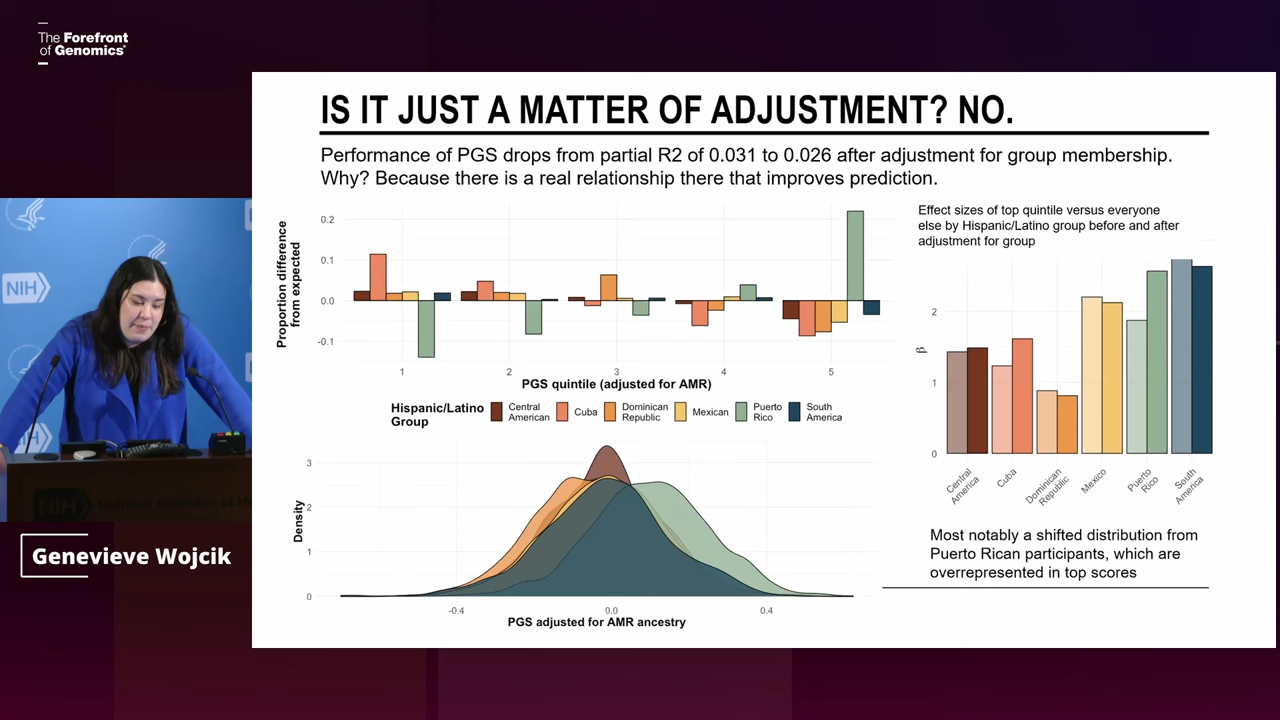 The Forefront
of Genomics®
IS IT JUST A MATTER OF ADJUSTMENT? NO.
Performance of PGS drops from partial R2 of 0.031 to 0.026 after adjustment for group membership.
Why? Because there is a real relationship there that improves prediction.
Proportion difference
from expected
0.2
0.1
0.0
-0.1
1 2 3 4 5
PGS quintile (adjusted for AMR)
Hispanic/Latino
Group
Central
American
Cuba
Dominican
Republic
Mexican
Puerto
Rico
South
America
Density
3
2
1
0
-0.4 0.0 0.4
PGS adjusted for AMR ancestry
Effect sizes of top quintile versus everyone
else by Hispanic/Latino group before and after
adjustment for group
β
2
1
0
Central
America
Cuba
Dominican
Republic
Mexico
Puerto
Rico
South
America
Most notably a shifted distribution from
Puerto Rican participants, which are
overrepresented in top scores
NIH
NIH
NIH
Genevieve Wojcik